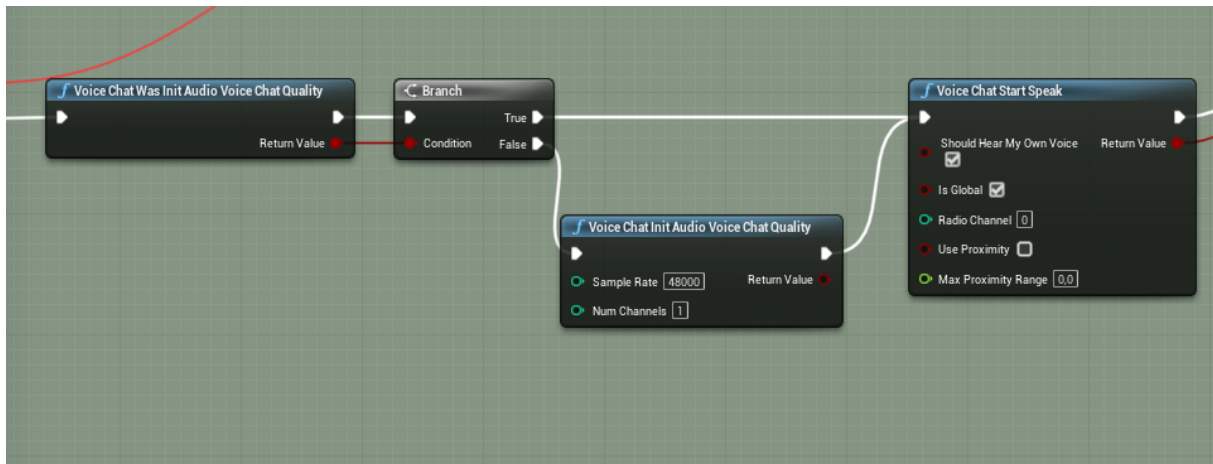 Voice Chat Was Init Audio Voice Chat Quality
Return Value
Branch
True
Condition
False
Voice Chat Init Audio Voice Chat Quality
Sample Rate 48000
Return Value
Num Channels 1
Voice Chat Start Speak
Should Hear My Own Voice
Return Value
Is Global
Radio Channel 0
Use Proximity
Max Proximity Range 0,0